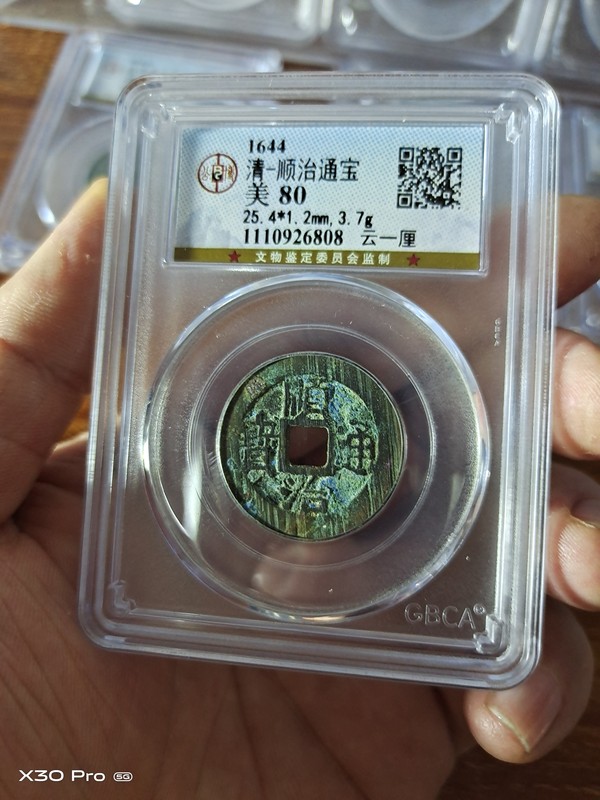 1644
清-顺治通宝
美 80
25.4*1.2mm, 3.7g
1110926808 云一厘
★ 文物鉴定委员会监制 ★
順
寶 通
治
GBCA
X30 Pro 5G